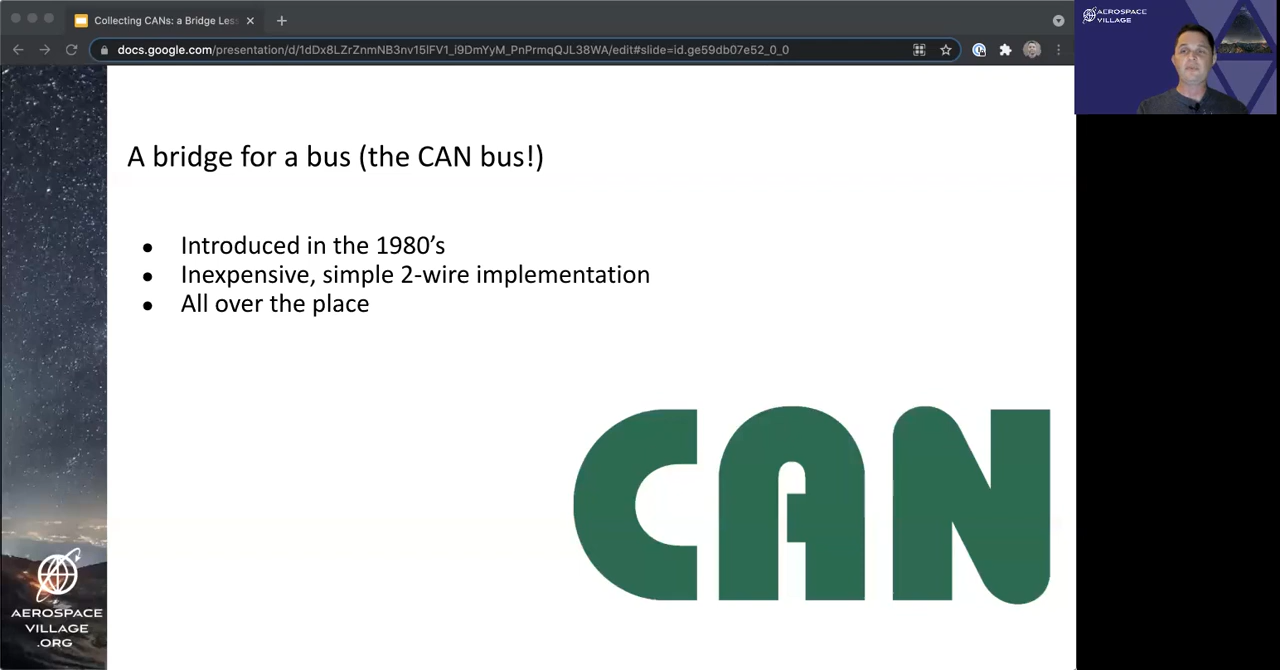 Collecting CANs: a Bridge Les
docs.google.com/presentation/d/1dDx8LZrZnmNB3nv15IFV1_i9DmYyM_PnPrmqQJL38WA/edit#slide=id.ge59db07e52_0_0
AEROSPACE
VILLAGE
A bridge for a bus (the CAN bus!)
● Introduced in the 1980’s
● Inexpensive, simple 2-wire implementation
● All over the place
CAN
AEROSPACE
VILLAGE
.ORG